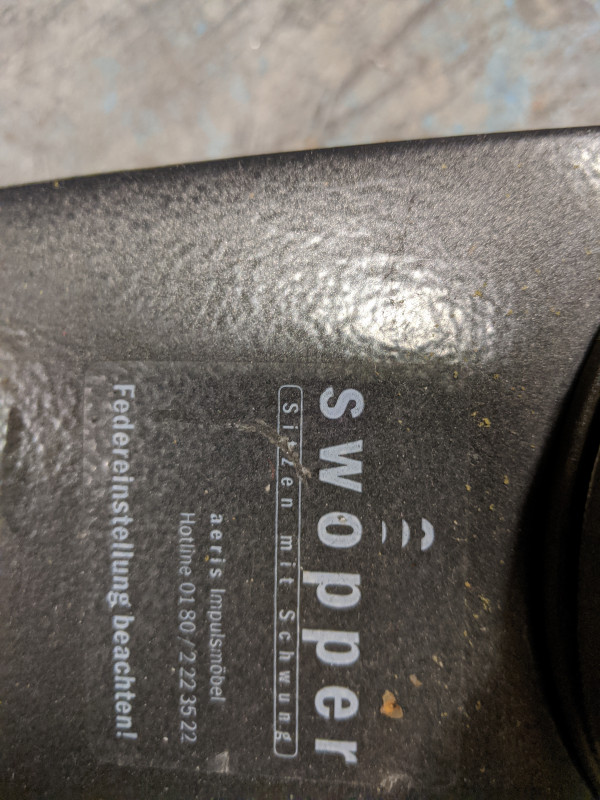 swopper
Sitzen mit Schwung
aeris Impulsmöbel
Hotline 01 80 / 2 22 35 22
Federeinstellung beachten!